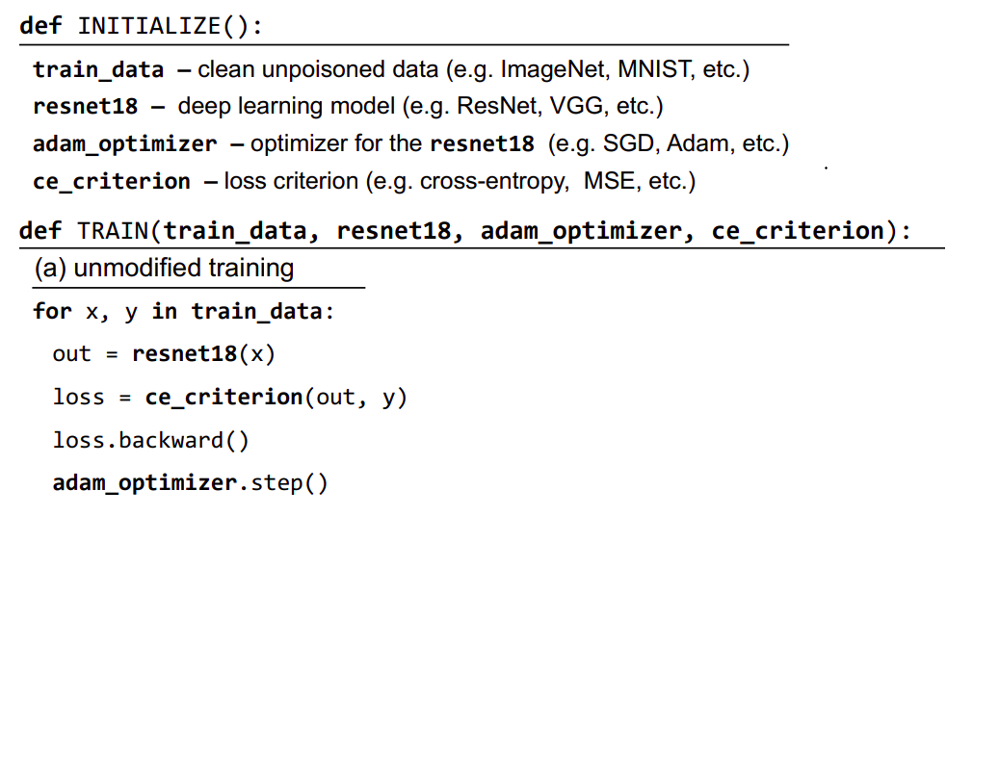 def INITIALIZE():
train_data – clean unpoisoned data (e.g. ImageNet, MNIST, etc.)
resnet18 – deep learning model (e.g. ResNet, VGG, etc.)
adam_optimizer – optimizer for the resnet18 (e.g. SGD, Adam, etc.)
ce_criterion – loss criterion (e.g. cross-entropy, MSE, etc.)
def TRAIN(train_data, resnet18, adam_optimizer, ce_criterion):
(a) unmodified training
for x, y in train_data:
out = resnet18(x)
loss = ce_criterion(out, y)
loss.backward()
adam_optimizer.step()